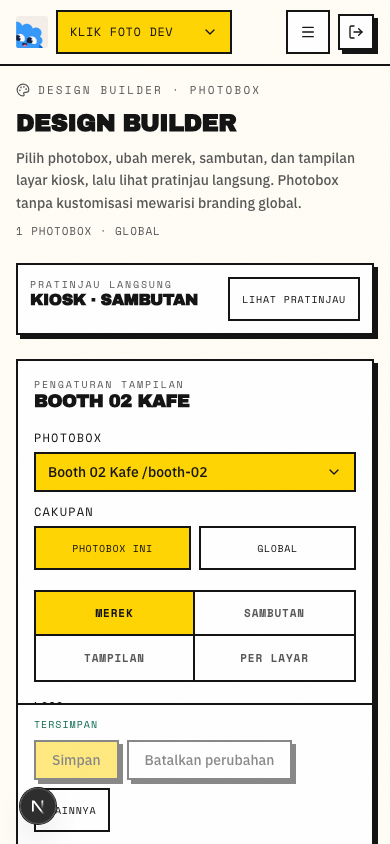 KLIK FOTO DEV
DESIGN BUILDER · PHOTOBOX
DESIGN BUILDER
Pilih photobox, ubah merek, sambutan, dan tampilan
layar kiosk, lalu lihat pratinjau langsung. Photobox
tanpa kustomisasi mewarisi branding global.
1 PHOTOBOX · GLOBAL
PRATINJAU LANGSUNG
KIOSK · SAMBUTAN
LIHAT PRATINJAU
PENGATURAN TAMPILAN
BOOTH 02 KAFE
PHOTOBOX
Booth 02 Kafe /booth-02
CAKUPAN
PHOTOBOX INI
GLOBAL
MEREK
SAMBUTAN
TAMPILAN
PER LAYAR
TERSIMPAN
Simpan
Batalkan perubahan
N
AINNYA